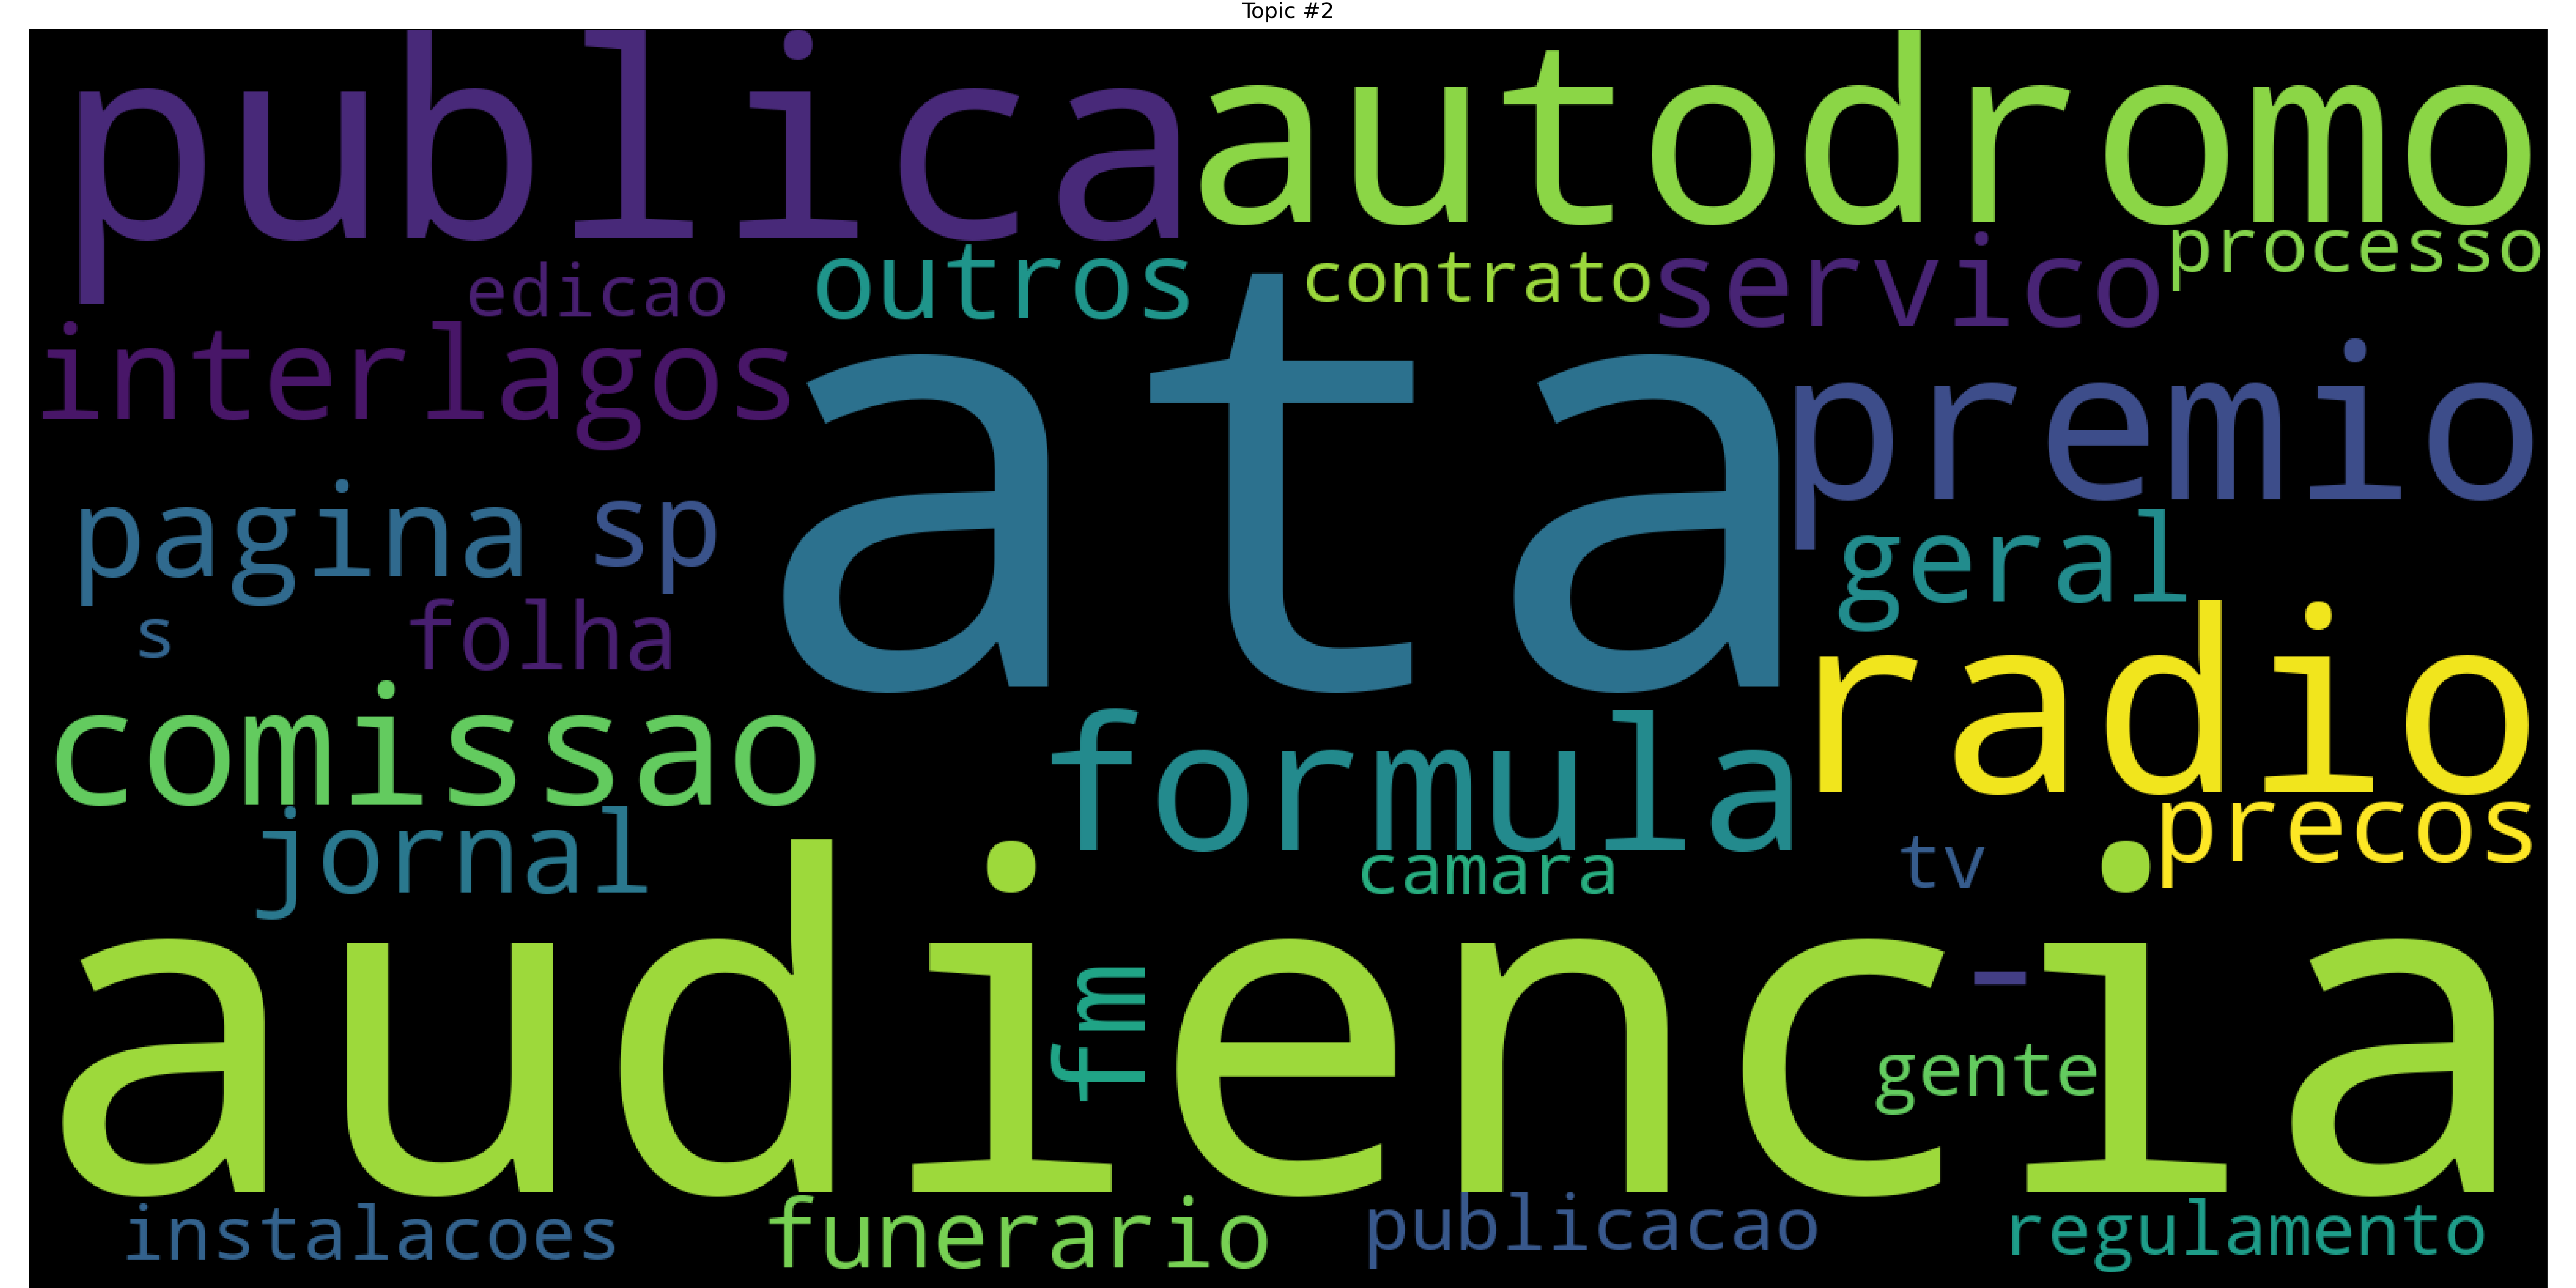 Topic #2
publica
autodromo
processo
edicao
outros
contrato
servico
interlagos
ata
premio
pagina
sp
geral
s
folha
radio
comissao
formula
precos
jornal
camara
tv
audiencia
-
fm
gente
instalacoes
funerario
publicacao
regulamento